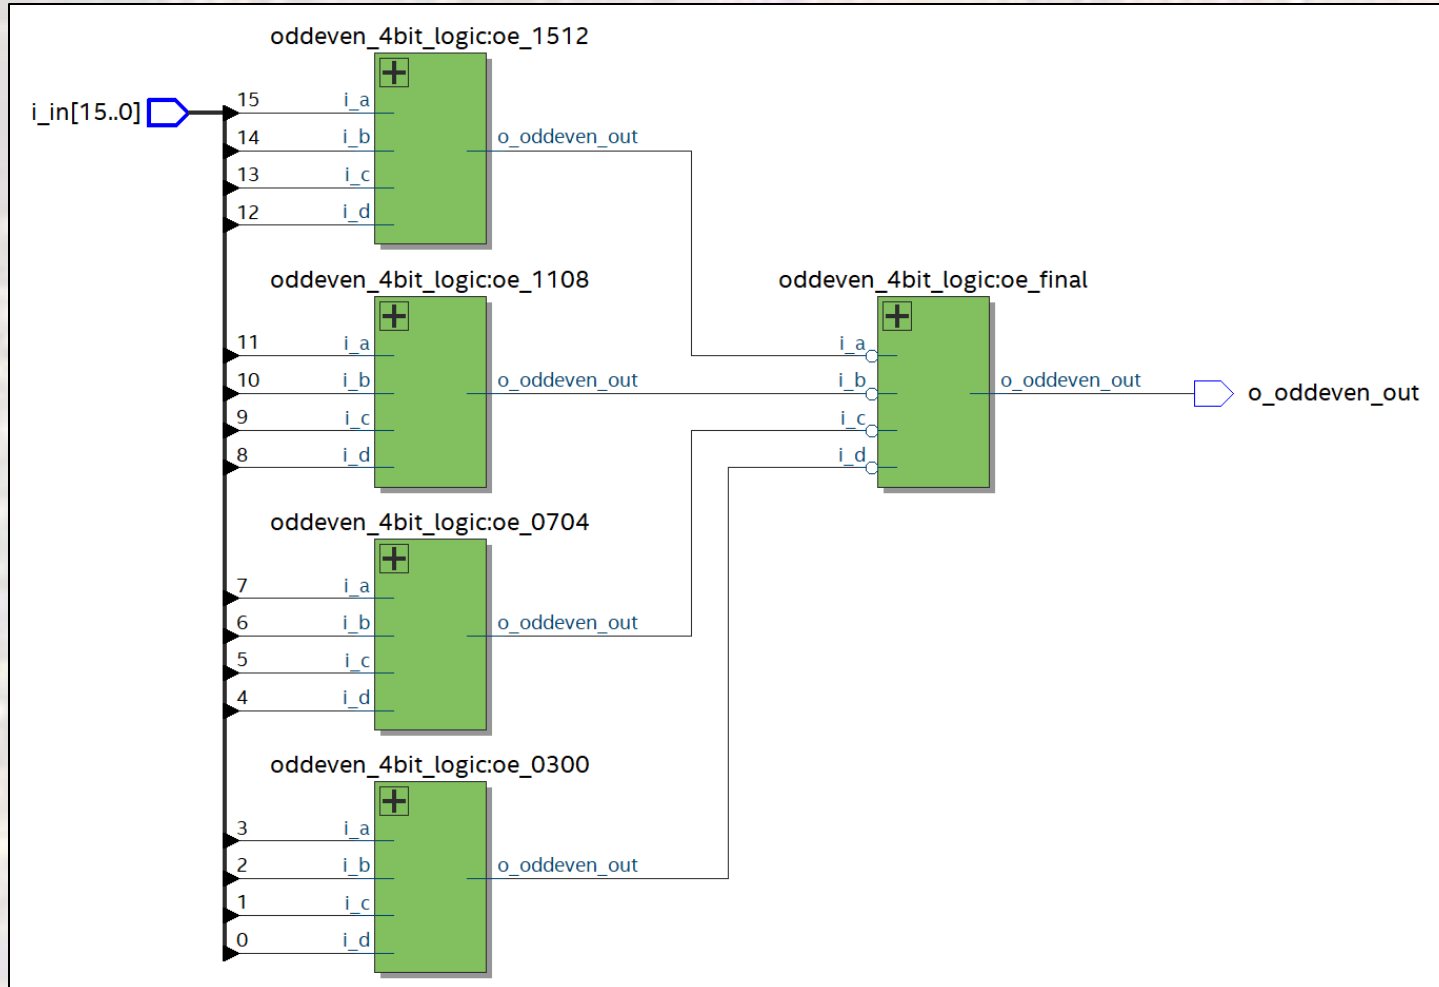 oddeven_4bit_logic:oe_1512
i_in[15..0]
15 i_a
14 i_b o_oddeven_out
13 i_c
12 i_d
oddeven_4bit_logic:oe_1108
11 i_a
10 i_b o_oddeven_out
9 i_c
8 i_d
oddeven_4bit_logic:oe_final
i_a
i_b o_oddeven_out
i_c
i_d
o_oddeven_out
oddeven_4bit_logic:oe_0704
7 i_a
6 i_b o_oddeven_out
5 i_c
4 i_d
oddeven_4bit_logic:oe_0300
3 i_a
2 i_b o_oddeven_out
1 i_c
0 i_d